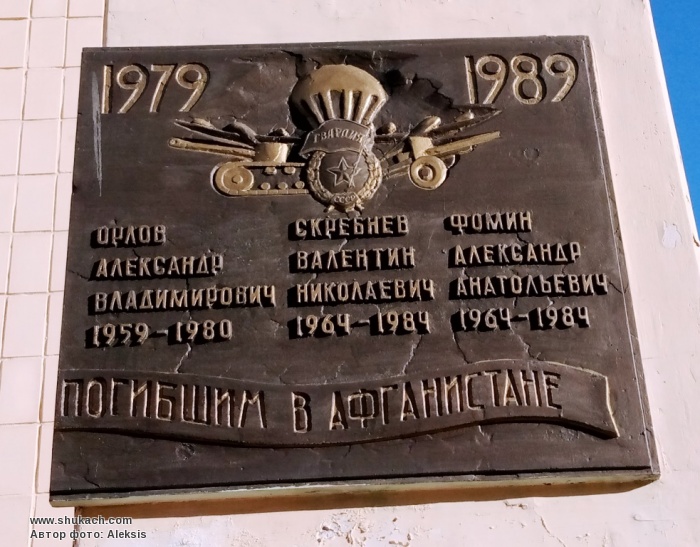 1979 1989
ГВАРДИЯ
СССР
ОРЛОВ
АЛЕКСАНДР
ВЛАДИМИРОВИЧ
1959-1980
СКРЕБНЕВ
ВАЛЕНТИН
НИКОЛАЕВИЧ
1964-1984
ФОМИН
АЛЕКСАНДР
АНАТОЛЬЕВИЧ
1964-1984
ПОГИБШИМ В АФГАНИСТАНЕ
www.shukach.com
Автор фото: Aleksis